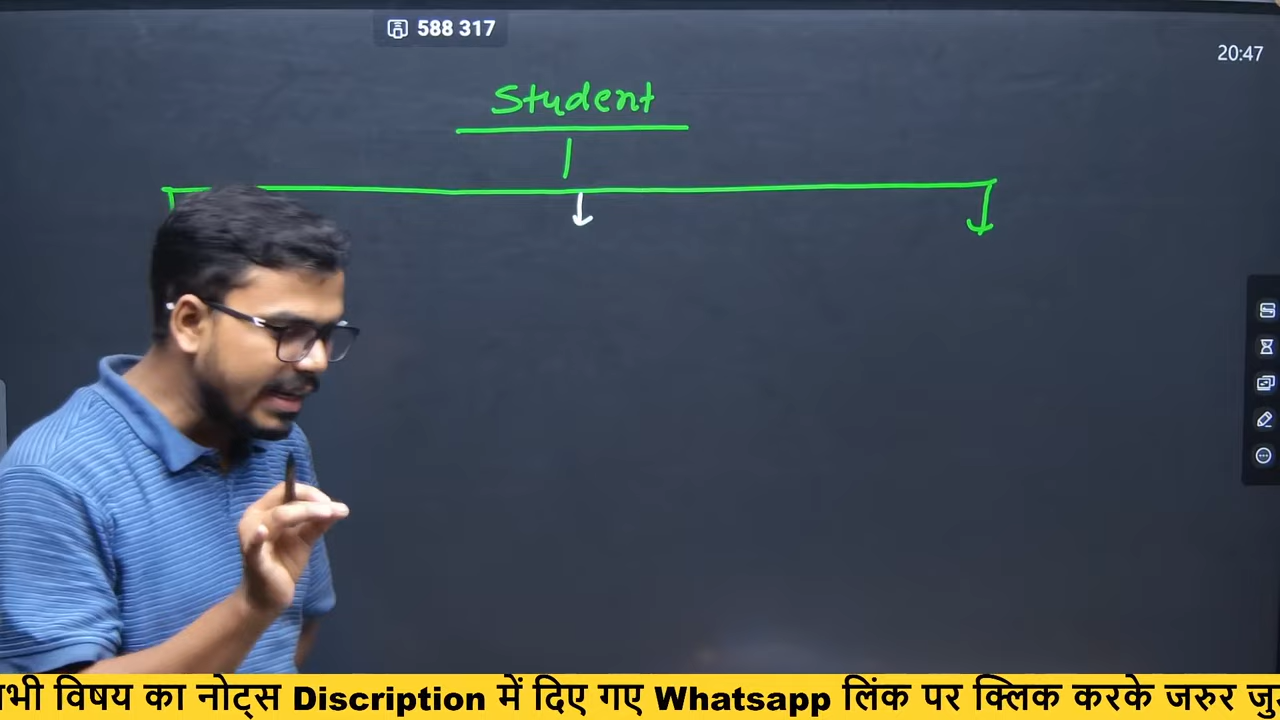 588 317
20:47
Student
विषय का नोट्स Discription में दिए गए Whatsapp लिंक पर क्लिक करके जरुर